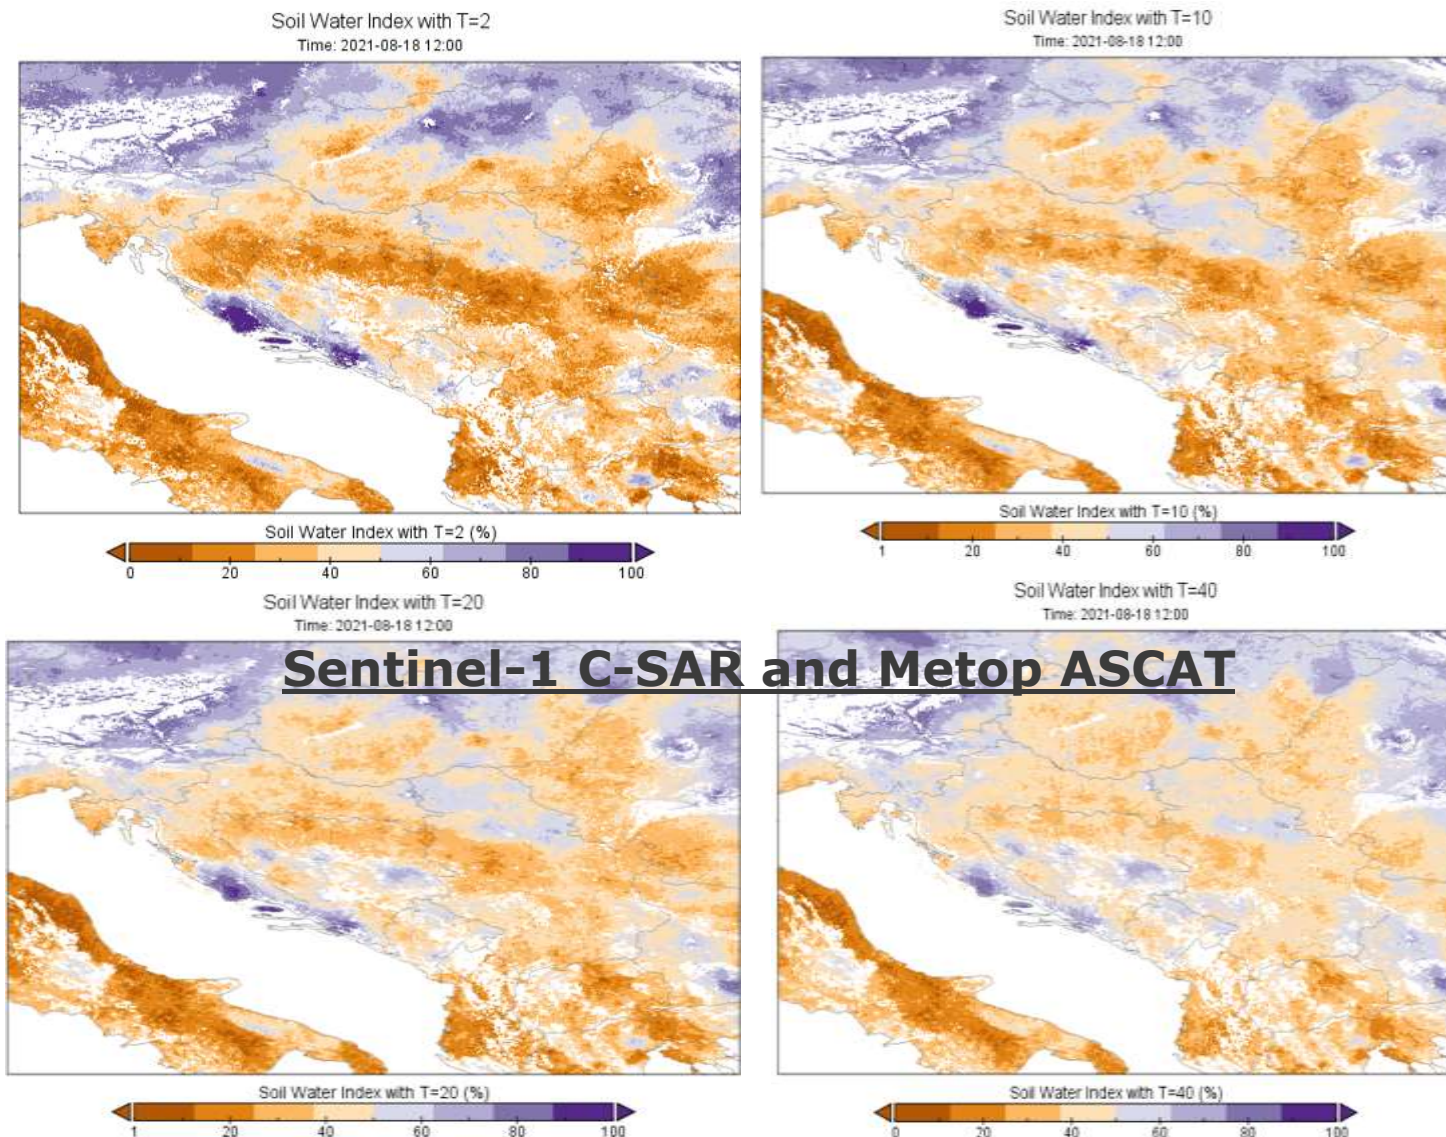 Soil Water Index with T=2
Time: 2021-08-18 12:00
Soil Water Index with T=2 (%)
0 20 40 60 80 100
Soil Water Index with T=10
Time: 2021-08-18 12:00
Soil Water Index with T=10 (%)
1 20 40 60 80 100
Soil Water Index with T=20
Time: 2021-08-18 12:00
Soil Water Index with T=40
Time: 2021-08-18 12:00
Sentinel-1 C-SAR and Metop ASCAT
Soil Water Index with T=20 (%)
1 20 40 60 80 100
Soil Water Index with T=40 (%)
0 20 40 60 80 100